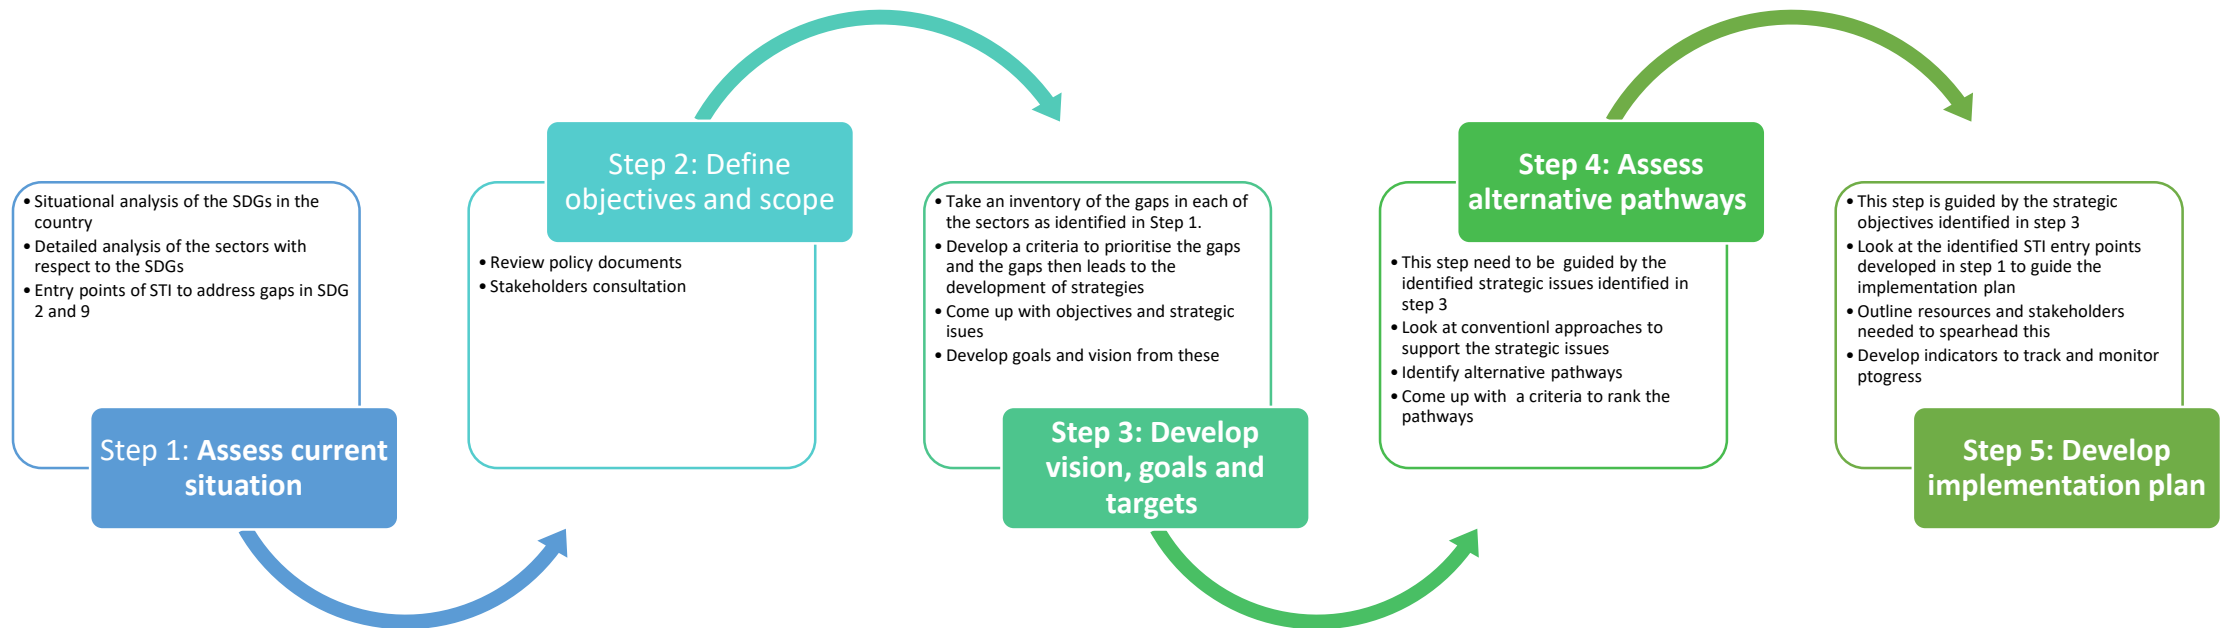 • Situational analysis of the SDGs in the
country
• Detailed analysis of the sectors with
respect to the SDGs
• Entry points of STI to address gaps in SDG
2 and 9
Step 1: Assess current
situation
Step 2: Define
objectives and scope
• Review policy documents
• Stakeholders consultation
• Take an inventory of the gaps in each of
the sectors as identified in Step 1.
• Develop a criteria to prioritise the gaps
and the gaps then leads to the
development of strategies
• Come up with objectives and strategic
isues
• Develop goals and vision from these
Step 3: Develop
vision, goals and
targets
Step 4: Assess
alternative pathways
• This step need to be  guided by the
identified strategic issues identified in
step 3
• Look at conventionl approaches to
support the strategic issues
• Identify alternative pathways
• Come up with  a criteria to rank the
pathways
• This step is guided by the strategic
objectives identified in step 3
• Look at the identified STI entry points
developed in step 1 to guide the
implementation plan
• Outline resources and stakeholders
needed to spearhead this
• Develop indicators to track and monitor
ptogress
Step 5: Develop
implementation plan